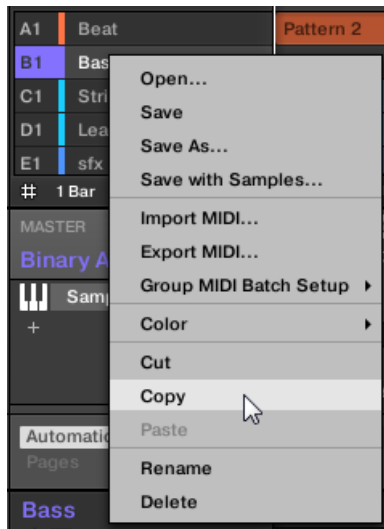 A1 Beat Pattern 2
B1 Bas
C1 Stri
D1 Lea
E1 sfx
# 1 Bar
MASTER
Binary A
Sam
+
Automatic
Pages
Bass
Open...
Save
Save As...
Save with Samples...
Import MIDI...
Export MIDI...
Group MIDI Batch Setup
Color
Cut
Copy
Paste
Rename
Delete